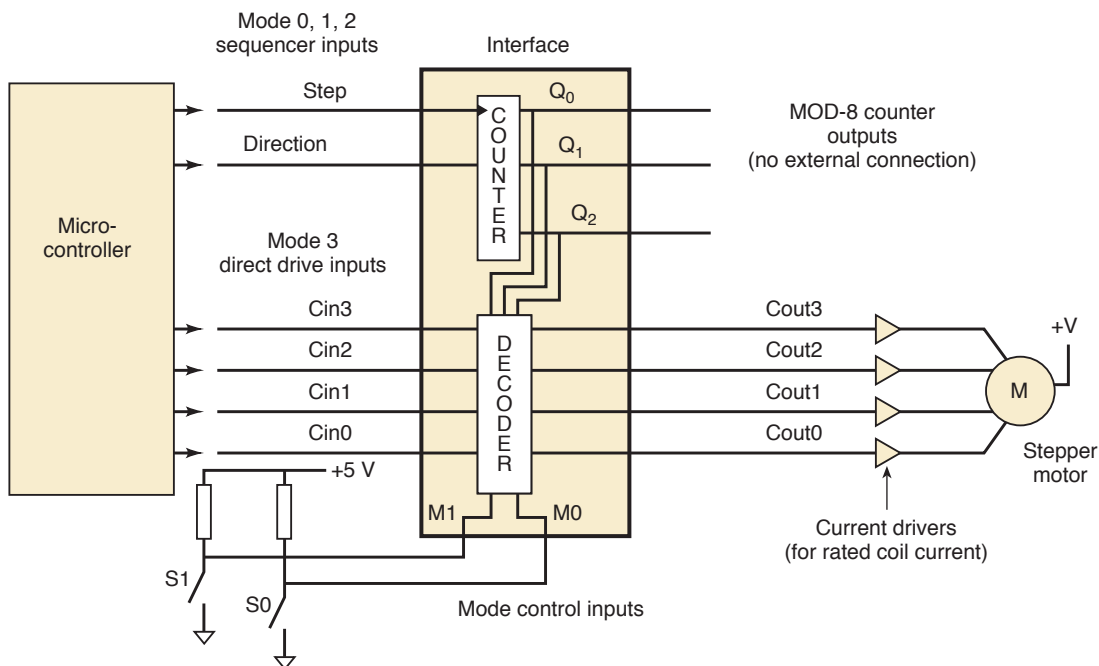 Mode 0, 1, 2
sequencer inputs
Interface
Step
Q0
MOD-8 counter
outputs
(no external connection)
Direction
Q1
COUNTER
Q2
Micro-
controller
Mode 3
direct drive inputs
Cin3
Cout3
+V
Cin2
Cout2
DECODER
M
Cin1
Cout1
Cin0
Cout0
Stepper
motor
+5 V
M1
M0
Current drivers
(for rated coil current)
S1
S0
Mode control inputs